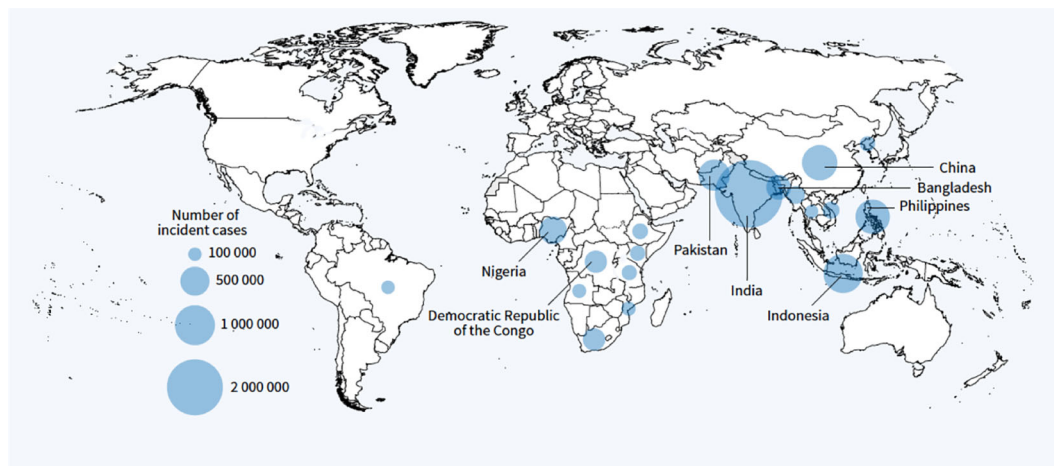 Number of
incident cases
100 000
500 000
1 000 000
2 000 000
China
Bangladesh
Philippines
Pakistan
India
Indonesia
Nigeria
Democratic Republic
of the Congo